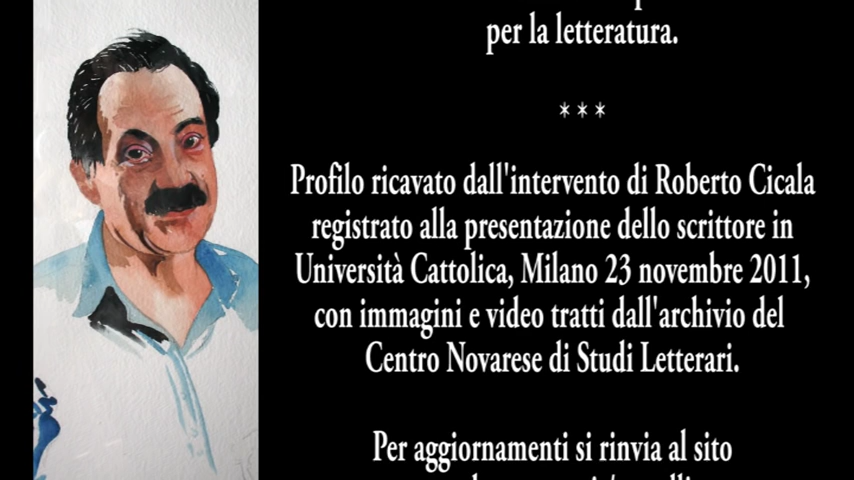 per la letteratura.
***
Profilo ricavato dall'intervento di Roberto Cicala
registrato alla presentazione dello scrittore in
Università Cattolica, Milano 23 novembre 2011,
con immagini e video tratti dall'archivio del
Centro Novarese di Studi Letterari.
Per aggiornamenti si rinvia al sito